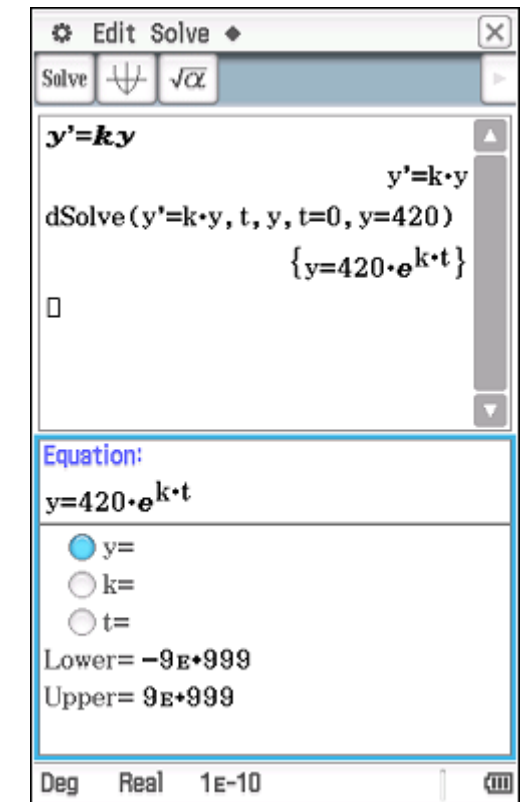 Edit Solve ◆
Solve √α
y'=ky
y'=k·y
dSolve(y'=k·y,t,y,t=0,y=420)
{y=420·e^k·t}
Equation:
y=420·e^k·t
y=
k=
t=
Lower= −9E+999
Upper= 9E+999
Deg Real 1E-10